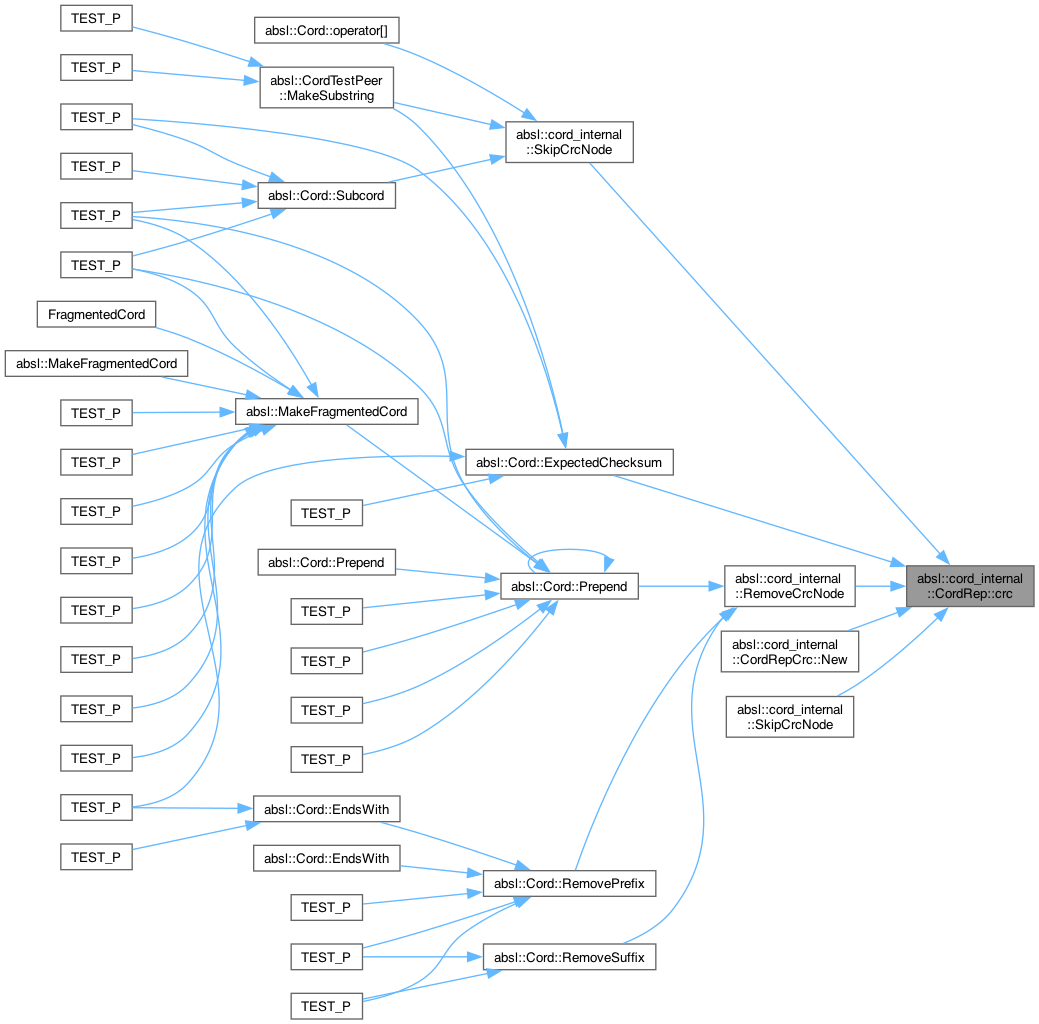 TEST_P
absl::Cord::operator[]
TEST_P
absl::CordTestPeer
::MakeSubstring
TEST_P
absl::cord_internal
::SkipCrcNode
TEST_P
absl::Cord::Subcord
TEST_P
TEST_P
FragmentedCord
absl::MakeFragmentedCord
TEST_P
absl::MakeFragmentedCord
TEST_P
absl::Cord::ExpectedChecksum
TEST_P
TEST_P
TEST_P
absl::Cord::Prepend
absl::Cord::Prepend
absl::cord_internal
::RemoveCrcNode
absl::cord_internal
::CordRep::crc
TEST_P
TEST_P
absl::cord_internal
::CordRepCrc::New
TEST_P
TEST_P
TEST_P
TEST_P
absl::cord_internal
::SkipCrcNode
TEST_P
TEST_P
TEST_P
absl::Cord::EndsWith
TEST_P
absl::Cord::EndsWith
absl::Cord::RemovePrefix
TEST_P
TEST_P
absl::Cord::RemoveSuffix
TEST_P